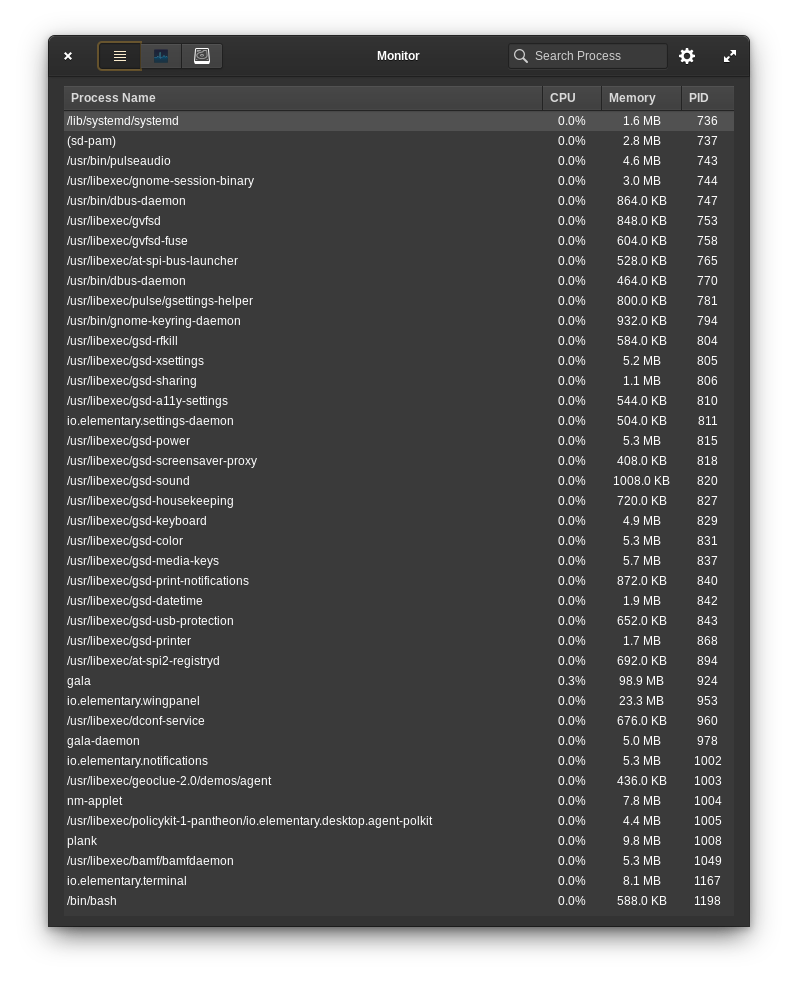 Monitor
Search Process
Process Name CPU Memory PID
/lib/systemd/systemd 0.0% 1.6 MB 736
(sd-pam) 0.0% 2.8 MB 737
/usr/bin/pulseaudio 0.0% 4.6 MB 743
/usr/libexec/gnome-session-binary 0.0% 3.0 MB 744
/usr/bin/dbus-daemon 0.0% 864.0 KB 747
/usr/libexec/gvfsd 0.0% 848.0 KB 753
/usr/libexec/gvfsd-fuse 0.0% 604.0 KB 758
/usr/libexec/at-spi-bus-launcher 0.0% 528.0 KB 765
/usr/bin/dbus-daemon 0.0% 464.0 KB 770
/usr/libexec/pulse/gsettings-helper 0.0% 800.0 KB 781
/usr/bin/gnome-keyring-daemon 0.0% 932.0 KB 794
/usr/libexec/gsd-rfkill 0.0% 584.0 KB 804
/usr/libexec/gsd-xsettings 0.0% 5.2 MB 805
/usr/libexec/gsd-sharing 0.0% 1.1 MB 806
/usr/libexec/gsd-a11y-settings 0.0% 544.0 KB 810
io.elementary.settings-daemon 0.0% 504.0 KB 811
/usr/libexec/gsd-power 0.0% 5.3 MB 815
/usr/libexec/gsd-screensaver-proxy 0.0% 408.0 KB 818
/usr/libexec/gsd-sound 0.0% 1008.0 KB 820
/usr/libexec/gsd-housekeeping 0.0% 720.0 KB 827
/usr/libexec/gsd-keyboard 0.0% 4.9 MB 829
/usr/libexec/gsd-color 0.0% 5.3 MB 831
/usr/libexec/gsd-media-keys 0.0% 5.7 MB 837
/usr/libexec/gsd-print-notifications 0.0% 872.0 KB 840
/usr/libexec/gsd-datetime 0.0% 1.9 MB 842
/usr/libexec/gsd-usb-protection 0.0% 652.0 KB 843
/usr/libexec/gsd-printer 0.0% 1.7 MB 868
/usr/libexec/at-spi2-registryd 0.0% 692.0 KB 894
gala 0.3% 98.9 MB 924
io.elementary.wingpanel 0.0% 23.3 MB 953
/usr/libexec/dconf-service 0.0% 676.0 KB 960
gala-daemon 0.0% 5.0 MB 978
io.elementary.notifications 0.0% 5.3 MB 1002
/usr/libexec/geoclue-2.0/demos/agent 0.0% 436.0 KB 1003
nm-applet 0.0% 7.8 MB 1004
/usr/libexec/policykit-1-pantheon/io.elementary.desktop.agent-polkit 0.0% 4.4 MB 1005
plank 0.0% 9.8 MB 1008
/usr/libexec/bamf/bamfdaemon 0.0% 5.3 MB 1049
io.elementary.terminal 0.0% 8.1 MB 1167
/bin/bash 0.0% 588.0 KB 1198